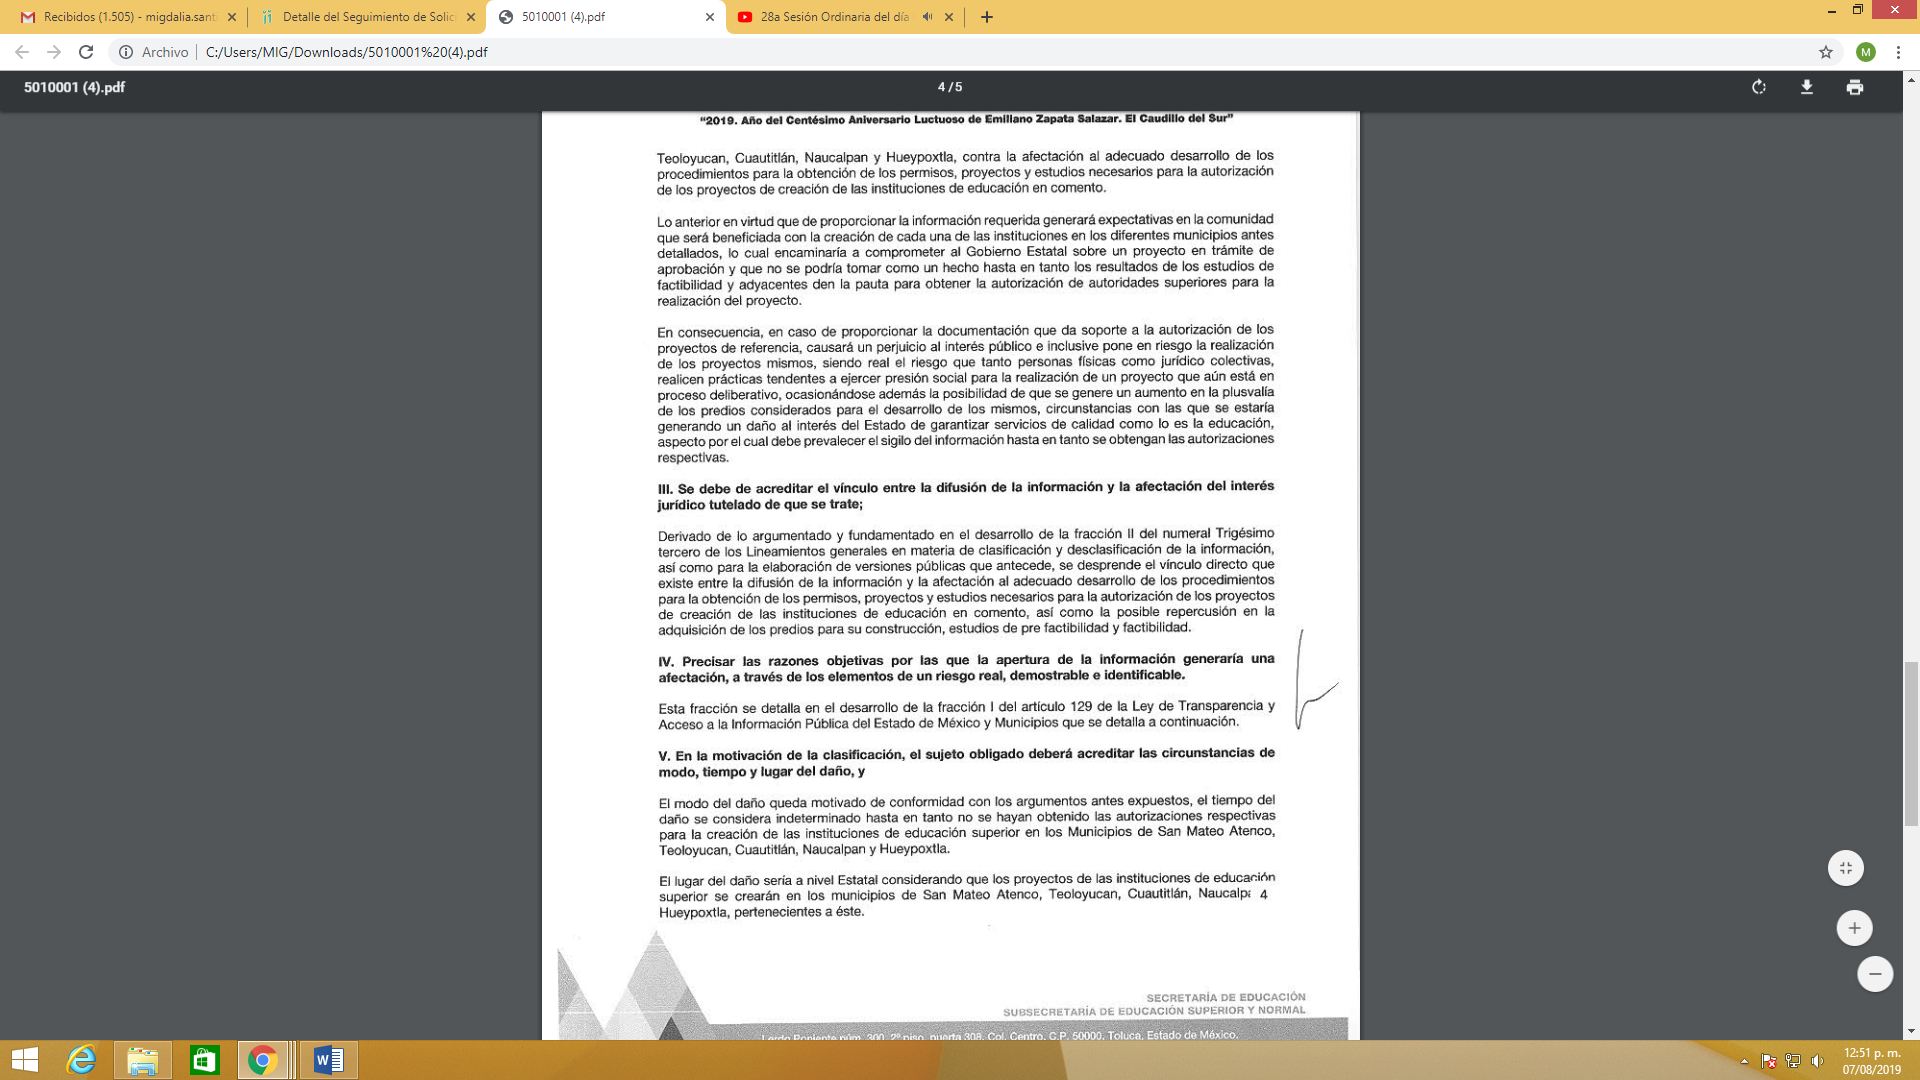 Recibidos (1.505) - migdalia.santi
Detalle del Seguimiento de Solici
5010001 (4).pdf
28a Sesión Ordinaria del día
Archivo
C:/Users/MIG/Downloads/5010001%20(4).pdf
M
5010001 (4).pdf
4 / 5
“2019. Año del Centésimo Aniversario Luctuoso de Emiliano Zapata Salazar. El Caudillo del Sur”
Teoloyucan, Cuautitlán, Naucalpan y Hueypoxtla, contra la afectación al adecuado desarrollo de los
procedimientos para la obtención de los permisos, proyectos y estudios necesarios para la autorización
de los proyectos de creación de las instituciones de educación en comento.
Lo anterior en virtud que de proporcionar la información requerida generará expectativas en la comunidad
que será beneficiada con la creación de cada una de las instituciones en los diferentes municipios antes
detallados, lo cual encaminaría a comprometer al Gobierno Estatal sobre un proyecto en trámite de
aprobación y que no se podría tomar como un hecho hasta en tanto los resultados de los estudios de
factibilidad y adyacentes den la pauta para obtener la autorización de autoridades superiores para la
realización del proyecto.
En consecuencia, en caso de proporcionar la documentación que da soporte a la autorización de los
proyectos de referencia, causará un perjuicio al interés público e inclusive pone en riesgo la realización
de los proyectos mismos, siendo real el riesgo que tanto personas físicas como jurídico colectivas,
realicen prácticas tendentes a ejercer presión social para la realización de un proyecto que aún está en
proceso deliberativo, ocasionándose además la posibilidad de que se genere un aumento en la plusvalía
de los predios considerados para el desarrollo de los mismos, circunstancias con las que se estaría
generando un daño al interés del Estado de garantizar servicios de calidad como lo es la educación,
aspecto por el cual debe prevalecer el sigilo del información hasta en tanto se obtengan las autorizaciones
respectivas.
III. Se debe de acreditar el vínculo entre la difusión de la información y la afectación del interés
jurídico tutelado de que se trate;
Derivado de lo argumentado y fundamentado en el desarrollo de la fracción II del numeral Trigésimo
tercero de los Lineamientos generales en materia de clasificación y desclasificación de la información,
así como para la elaboración de versiones públicas que antecede, se desprende el vínculo directo que
existe entre la difusión de la información y la afectación al adecuado desarrollo de los procedimientos
para la obtención de los permisos, proyectos y estudios necesarios para la autorización de los proyectos
de creación de las instituciones de educación en comento, así como la posible repercusión en la
adquisición de los predios para su construcción, estudios de pre factibilidad y factibilidad.
IV. Precisar las razones objetivas por las que la apertura de la información generaría una
afectación, a través de los elementos de un riesgo real, demostrable e identificable.
Esta fracción se detalla en el desarrollo de la fracción I del artículo 129 de la Ley de Transparencia y
Acceso a la Información Pública del Estado de México y Municipios que se detalla a continuación.
V. En la motivación de la clasificación, el sujeto obligado deberá acreditar las circunstancias de
modo, tiempo y lugar del daño, y
El modo del daño queda motivado de conformidad con los argumentos antes expuestos, el tiempo del
daño se considera indeterminado hasta en tanto no se hayan obtenido las autorizaciones respectivas
para la creación de las instituciones de educación superior en los Municipios de San Mateo Atenco,
Teoloyucan, Cuautitlán, Naucalpan y Hueypoxtla.
El lugar del daño sería a nivel Estatal considerando que los proyectos de las instituciones de educación
superior se crearán en los municipios de San Mateo Atenco, Teoloyucan, Cuautitlán, Naucalpa 4
Hueypoxtla, pertenecientes a éste.
SECRETARÍA DE EDUCACIÓN
SUBSECRETARÍA DE EDUCACIÓN SUPERIOR Y NORMAL
Lerdo Poniente núm. 300, 2º piso, puerta 308, Col. Centro, C.P. 50000, Toluca, Estado de México.
12:51 p. m.
07/08/2019